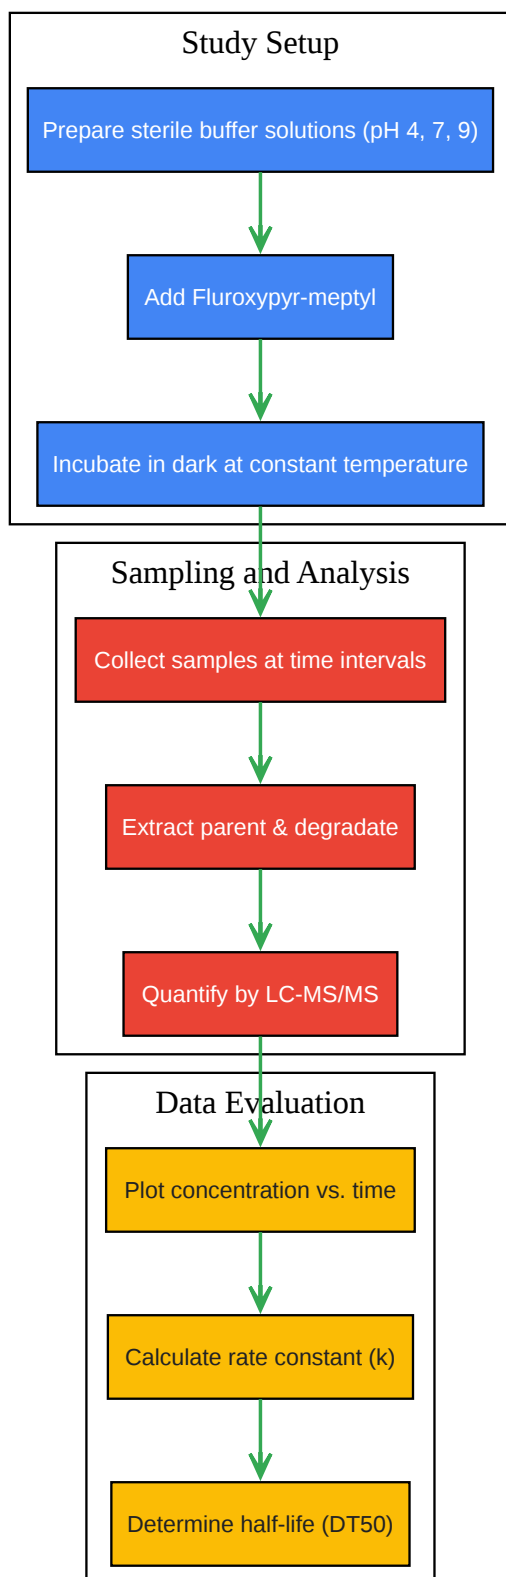 Study Setup
Prepare sterile buffer solutions (pH 4, 7, 9)
Add Fluroxypyr-meptyl
Incubate in dark at constant temperature
Sampling and Analysis
Collect samples at time intervals
Extract parent & degradate
Quantify by LC-MS/MS
Data Evaluation
Plot concentration vs. time
Calculate rate constant (k)
Determine half-life (DT50)